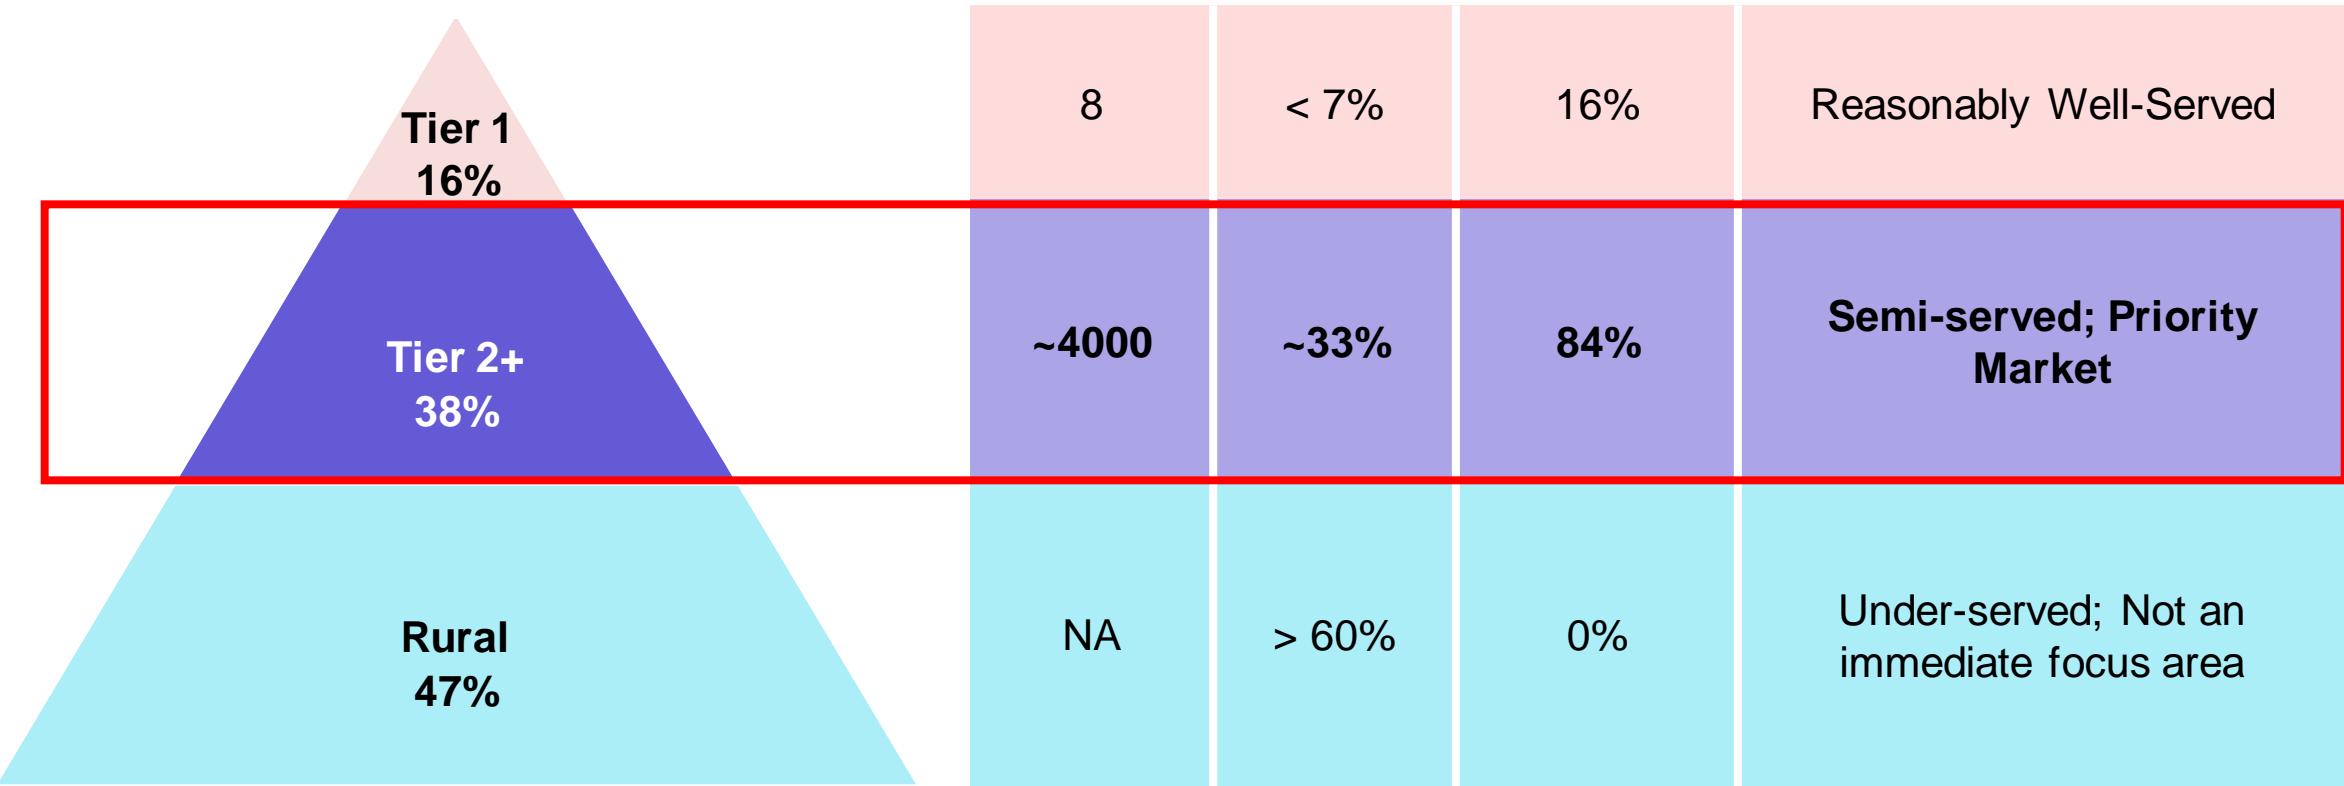 Tier 1
16%
8
< 7%
16%
Reasonably Well-Served
Tier 2+
38%
~4000
~33%
84%
Semi-served; Priority
Market
Rural
47%
NA
> 60%
0%
Under-served; Not an
immediate focus area